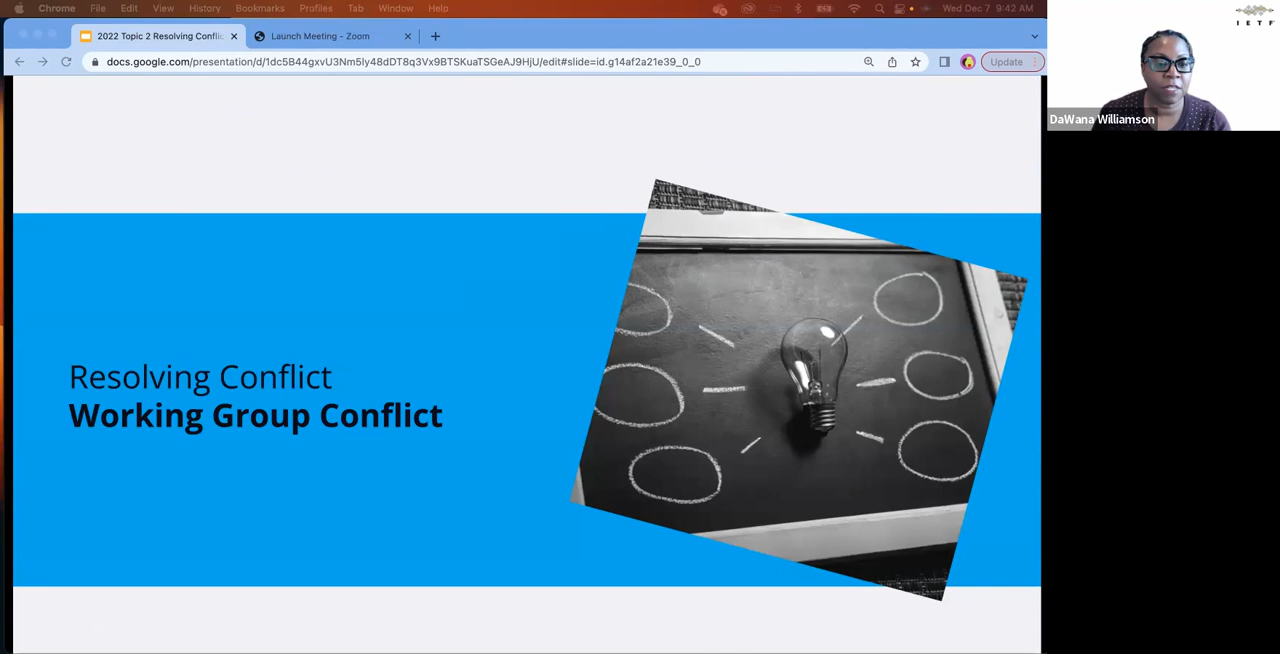 Chrome File Edit View History Bookmarks Profiles Tab Window Help Wed Dec 7 9:42 AM
2022 Topic 2 Resolving Conflic
Launch Meeting - Zoom
docs.google.com/presentation/d/1dc5B44gxvU3Nm5Iy48dDT8q3Vx9BTSKuaTSGeAJ9HjU/edit#slide=id.g14af2a21e39_0_0
Update
IETF
DaWana Williamson
Resolving Conflict
Working Group Conflict